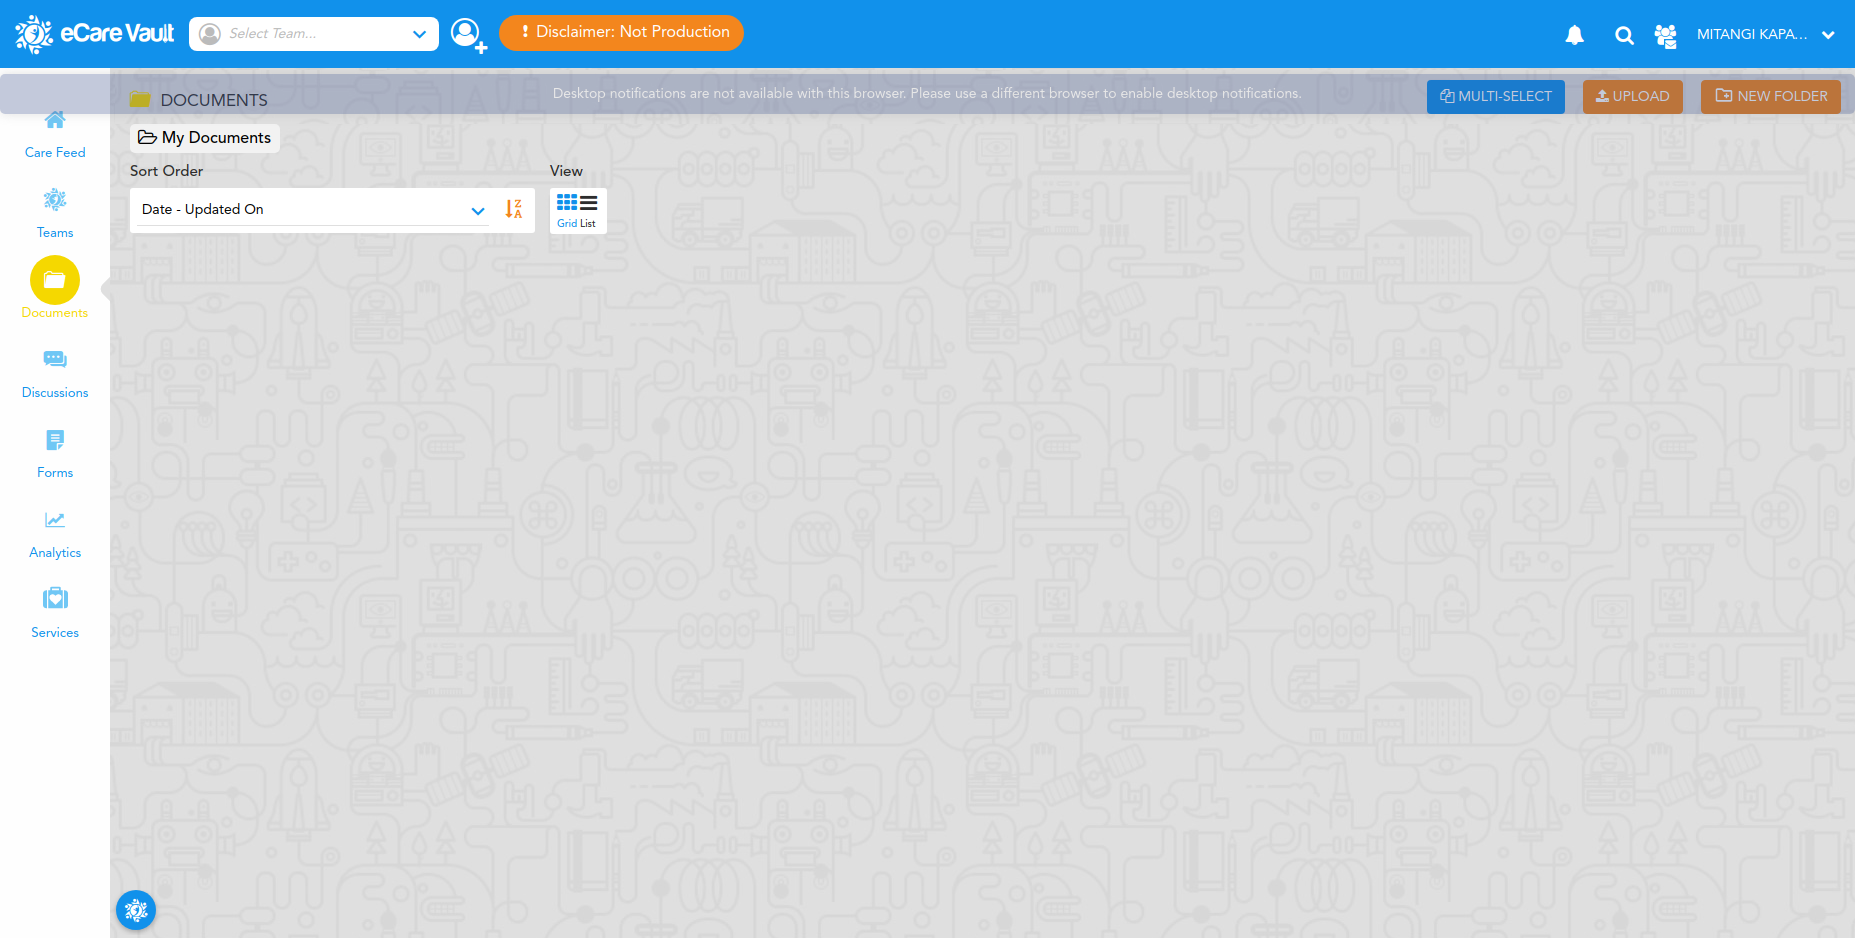 eCare Vault
Select Team...
! Disclaimer: Not Production
MITANGI KAPA...
DOCUMENTS
Desktop notifications are not available with this browser. Please use a different browser to enable desktop notifications.
MULTI-SELECT
UPLOAD
NEW FOLDER
My Documents
Sort Order
View
Date - Updated On
Z
A
Grid List
Care Feed
Teams
Documents
Discussions
Forms
Analytics
Services